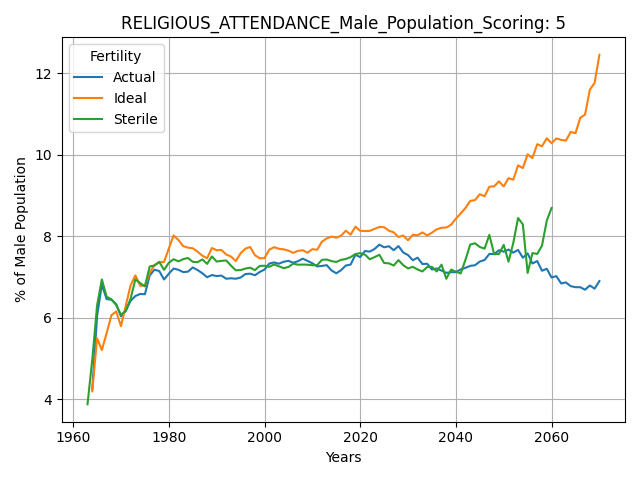 RELIGIOUS_ATTENDANCE_Male_Population_Scoring: 5
Fertility
Actual
Ideal
Sterile
% of Male Population
12
10
8
6
4
1960 1980 2000 2020 2040 2060
Years